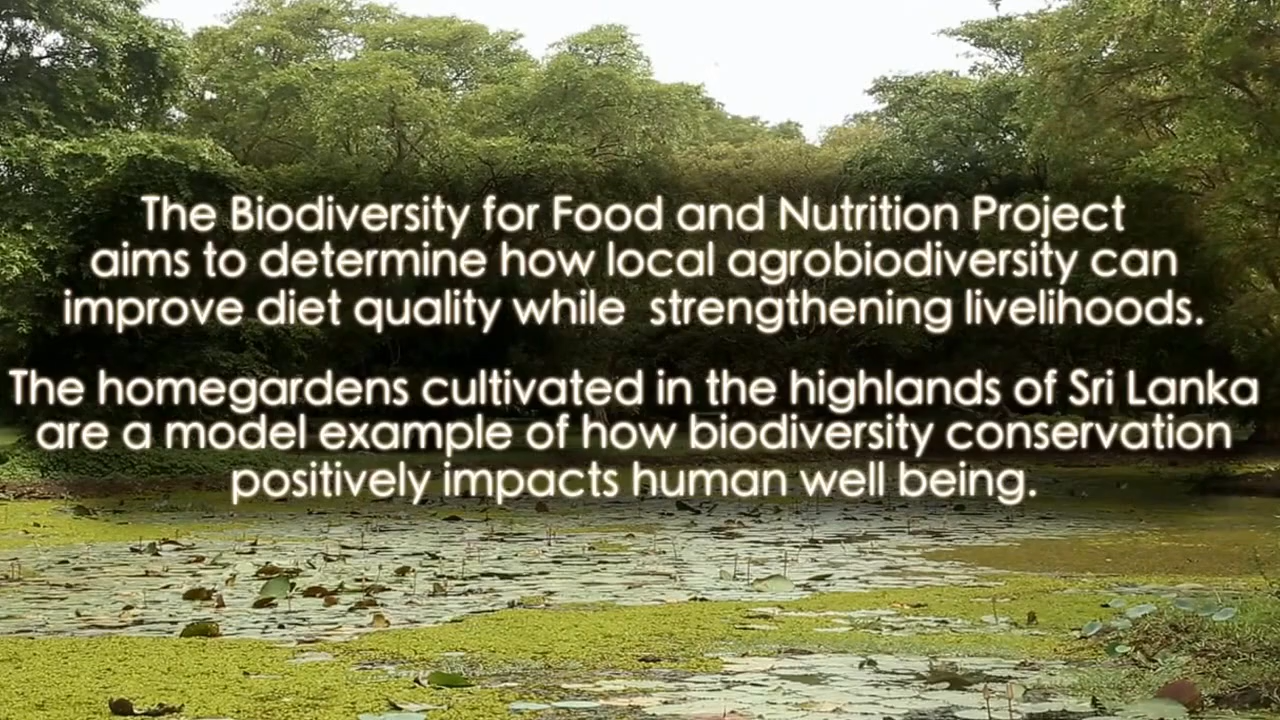 The Biodiversity for Food and Nutrition Project
aims to determine how local agrobiodiversity can
improve diet quality while  strengthening livelihoods.
The homegardens cultivated in the highlands of Sri Lanka
are a model example of how biodiversity conservation
positively impacts human well being.